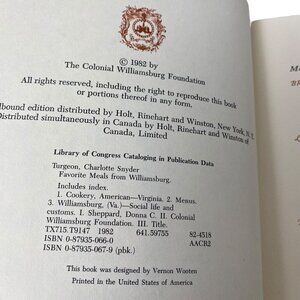 © 1982 by
The Colonial Williamsburg Foundation
All rights reserved, including the right to reproduce this book
or portions thereof in any form.
dbound edition distributed by Holt, Rinehart and Winston, New York, N.Y.
Distributed simultaneously in Canada by Holt, Rinehart and Winston of
Canada, Limited
Library of Congress Cataloging in Publication Data
Turgeon, Charlotte Snyder
Favorite Meals from Williamsburg.
Includes index.
1. Cookery, American—Virginia. 2. Menus.
3. Williamsburg, (Va.)—Social life and
customs. I. Sheppard, Donna C. II. Colonial
Williamsburg Foundation. III. Title.
TX715.T9147 1982 641.59755 82-4518
ISBN 0-87935-066-0 AACR2
ISBN 0-87935-067-9 (pbk.)
This book was designed by Vernon Wooten
Printed in the United States of America